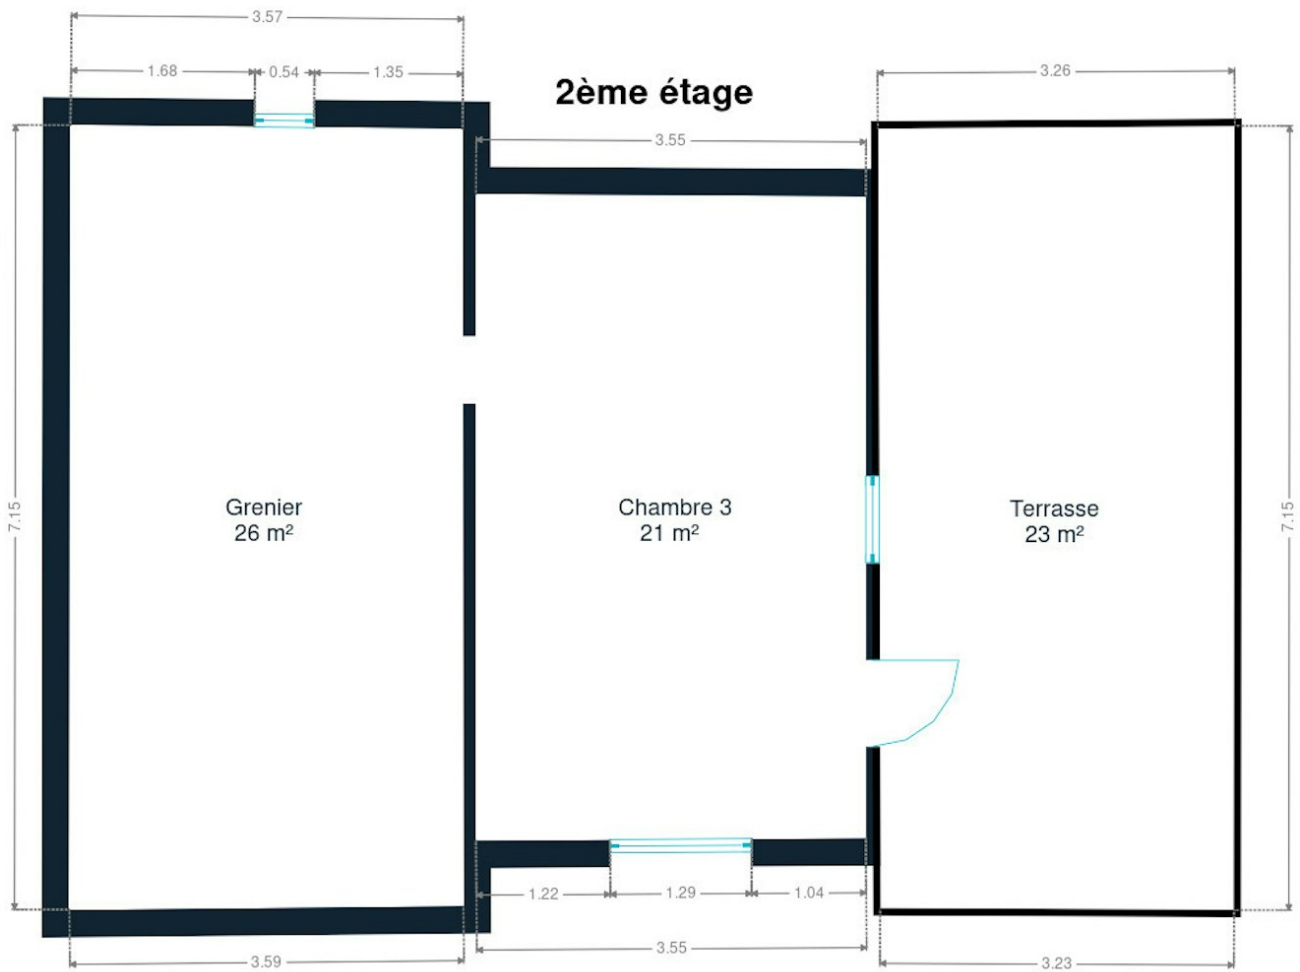 3.57
1.68
0.54
1.35
2ème étage
3.26
3.55
7.15
Grenier
26 m²
Chambre 3
21 m²
Terrasse
23 m²
7.15
1.22
1.29
1.04
3.55
3.59
3.23